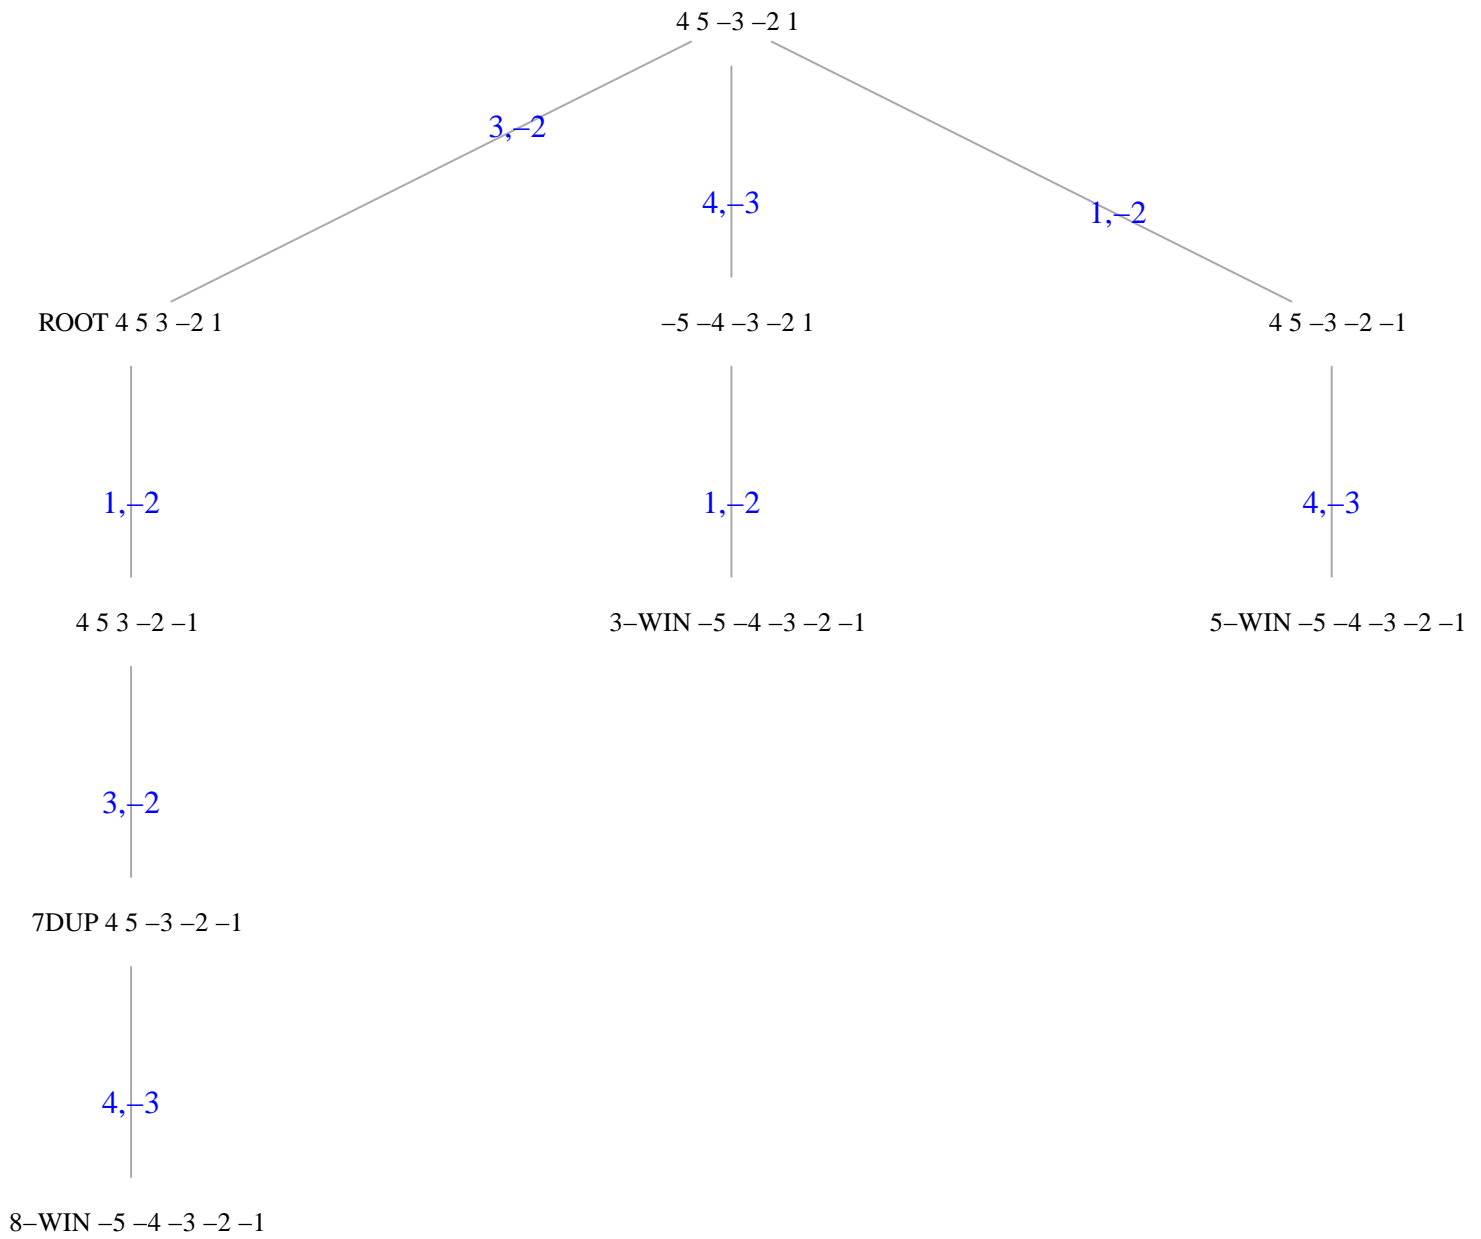 4 5 –3 –2 1
3,–2
4,–3
1,–2
ROOT 4 5 3 –2 1
–5 –4 –3 –2 1
4 5 –3 –2 –1
1,–2
1,–2
4,–3
4 5 3 –2 –1
3–WIN –5 –4 –3 –2 –1
5–WIN –5 –4 –3 –2 –1
3,–2
7DUP 4 5 –3 –2 –1
4,–3
8–WIN –5 –4 –3 –2 –1